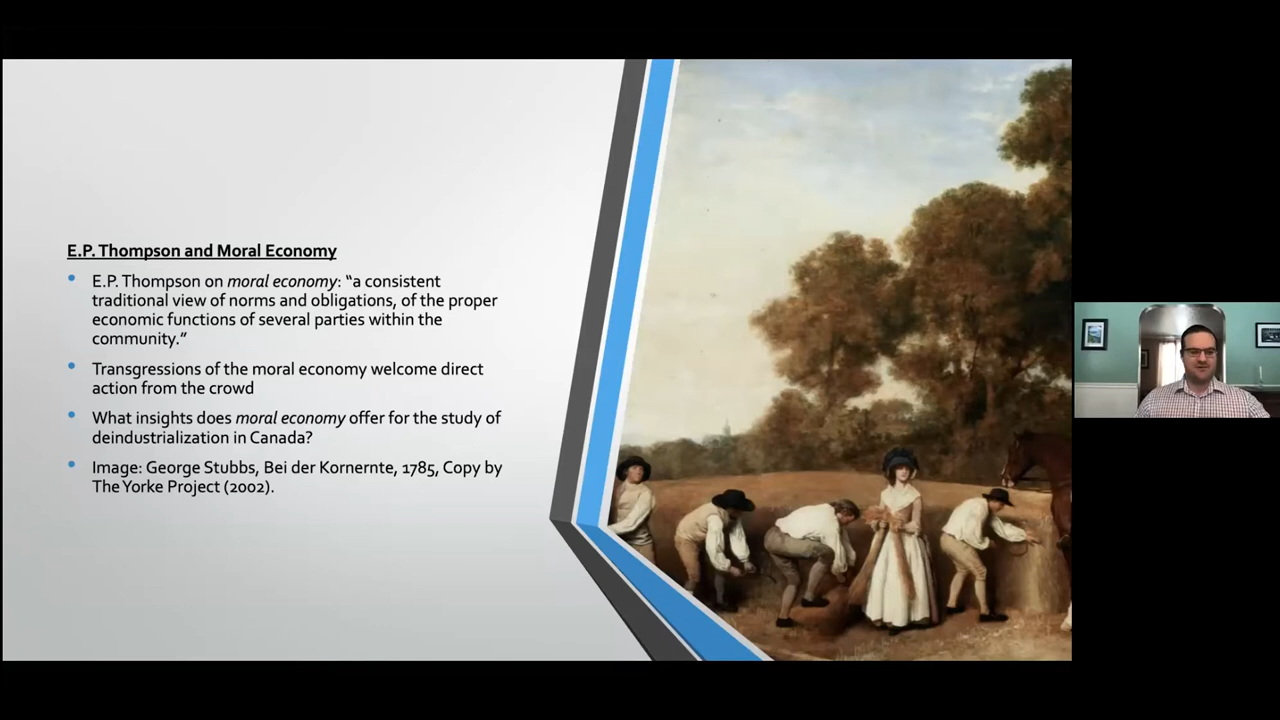 E.P. Thompson and Moral Economy
E.P. Thompson on moral economy: “a consistent
traditional view of norms and obligations, of the proper
economic functions of several parties within the
community.”
Transgressions of the moral economy welcome direct
action from the crowd
What insights does moral economy offer for the study of
deindustrialization in Canada?
Image: George Stubbs, Bei der Kornernte, 1785, Copy by
The Yorke Project (2002).